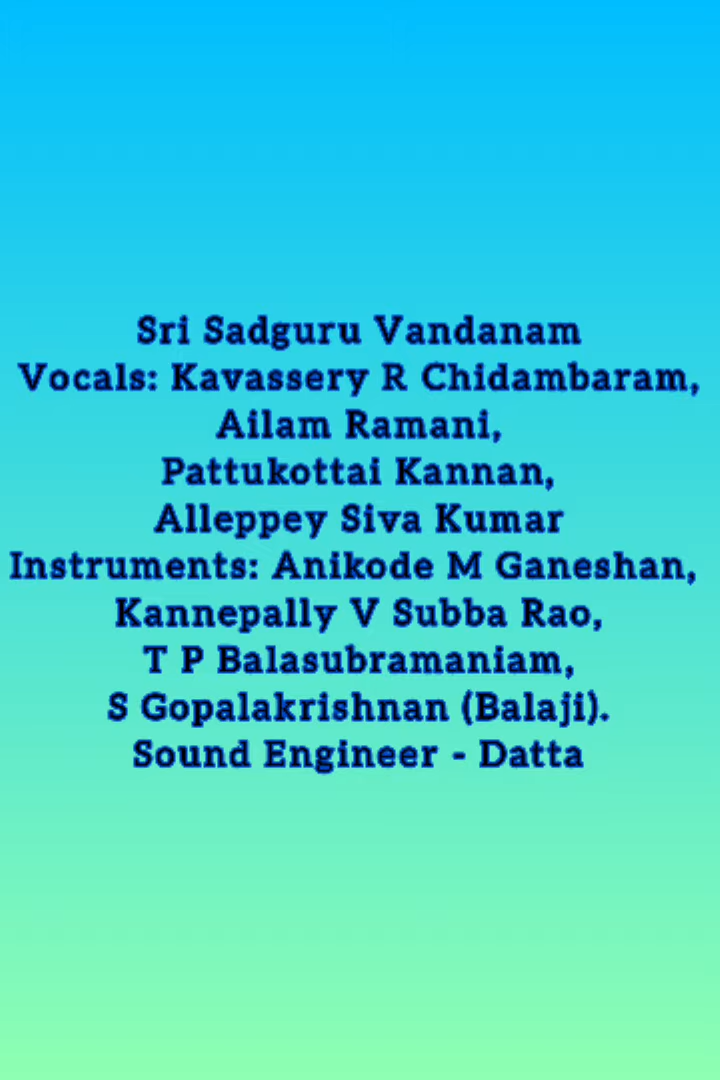 Sri Sadguru Vandanam
Vocals: Kavassery R Chidambaram,
Ailam Ramani,
Pattukottai Kannan,
Alleppey Siva Kumar
Instruments: Anikode M Ganeshan,
Kannepally V Subba Rao,
T P Balasubramaniam,
S Gopalakrishnan (Balaji).
Sound Engineer - Datta